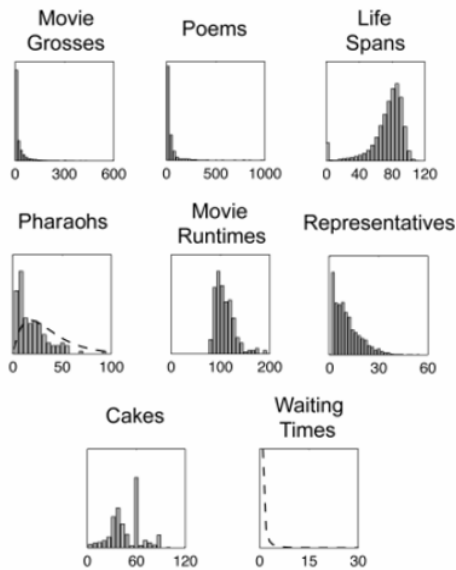 Movie
Grosses
Poems
Life
Spans
0 300 600
0 500 1000
0 40 80 120
Pharaohs
Movie
Runtimes
Representatives
0 50 100
0 100 200
0 30 60
Cakes
Waiting
Times
0 60 120
0 15 30